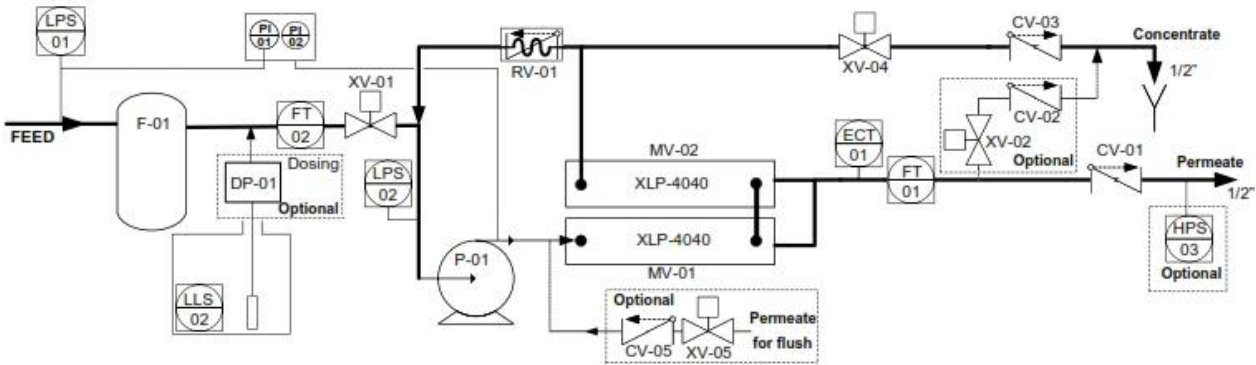 LPS
01
PI
01
PI
02
XV-01
RV-01
XV-04
CV-03
Concentrate
1/2"
FEED
F-01
FT
02
Dosing
DP-01
Optional
LLS
02
LPS
02
P-01
MV-02
XLP-4040
XLP-4040
MV-01
ECT
01
FT
01
CV-02
XV-02
Optional
CV-01
Permeate
1/2"
HPS
03
Optional
Optional
Permeate
for flush
CV-05
XV-05